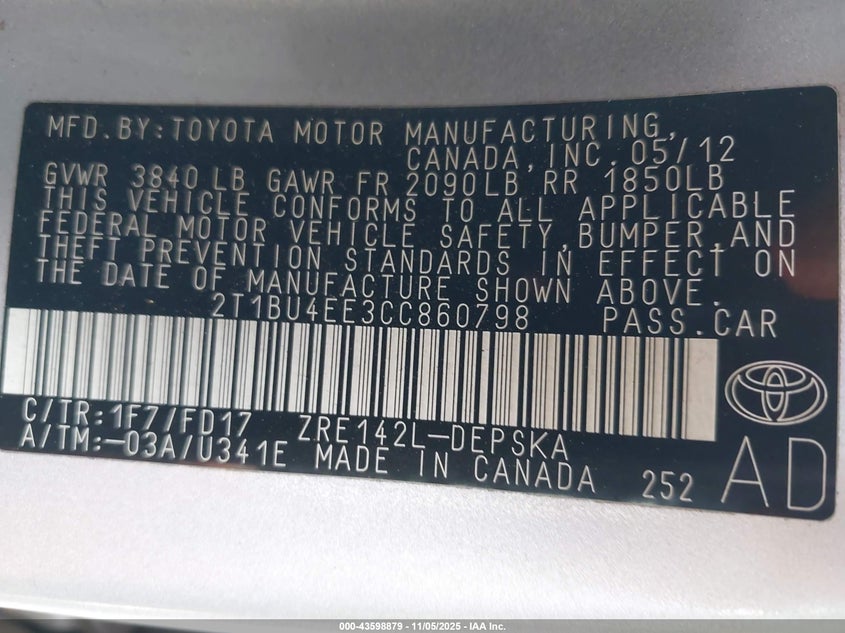 MFD.BY:TOYOTA MOTOR MANUFACTURING,
CANADA,INC.05/12
GVWR 3840LB GAWR FR 2090LB RR 1850LB
THIS VEHICLE CONFORMS TO ALL APPLICABLE
FEDERAL MOTOR VEHICLE SAFETY,BUMPER,AND
THEFT PREVENTION STANDARDS IN EFFECT ON
THE DATE OF MANUFACTURE SHOWN ABOVE.
2T1BU4EE3CC860798 PASS.CAR
C/TR:1F7/FD17 ZRE142L-DEPSKA
A/TM:-03A/U341E MADE IN CANADA 252 AD
000-43598879 | 11/05/2025 - IAA Inc.